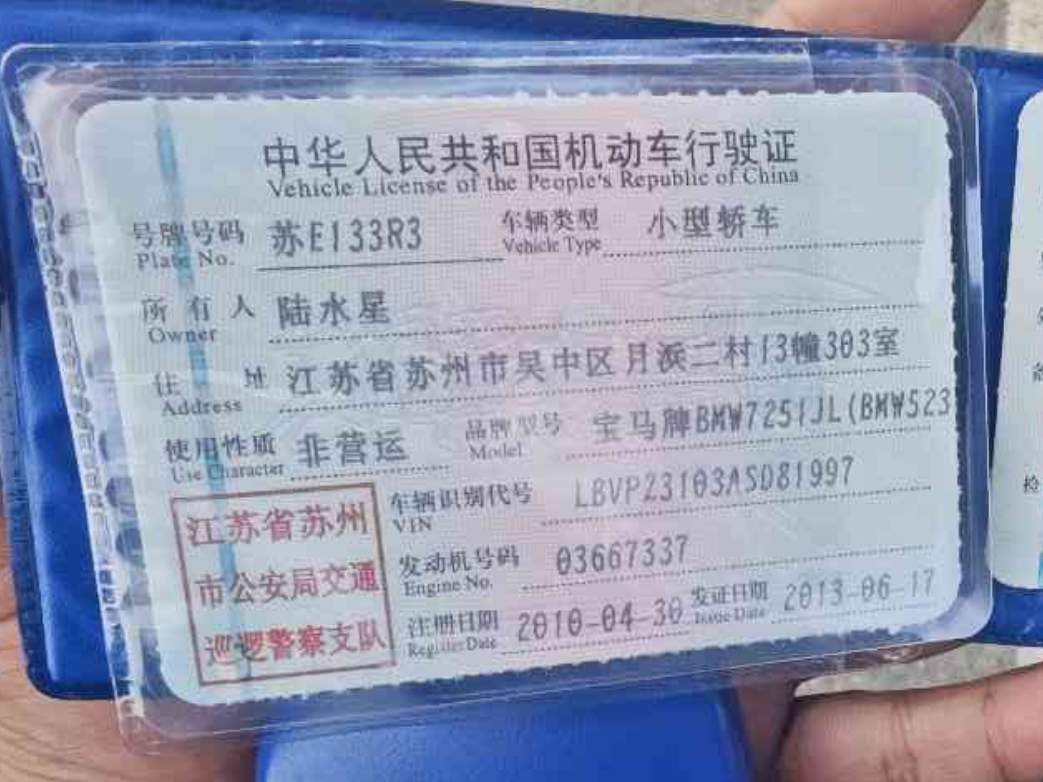 中华人民共和国机动车行驶证
Vehicle License of the People's Republic of China
号牌号码 苏E133R3 车辆类型 小型轿车
Plate No. Vehicle Type
所有人 陆水星
Owner
住址 江苏省苏州市吴中区月浜二村13幢303室
Address
使用性质 非营运 品牌型号 宝马牌BMW7251JL(BMW523
Use Character Model
江苏省苏州 车辆识别代号 LBVP23103ASD81997
VIN
市公安局交通 发动机号码 03667337
Engine No.
巡逻警察支队 注册日期 2010-04-30 发证日期 2013-06-17
Register Date Issue Date
检